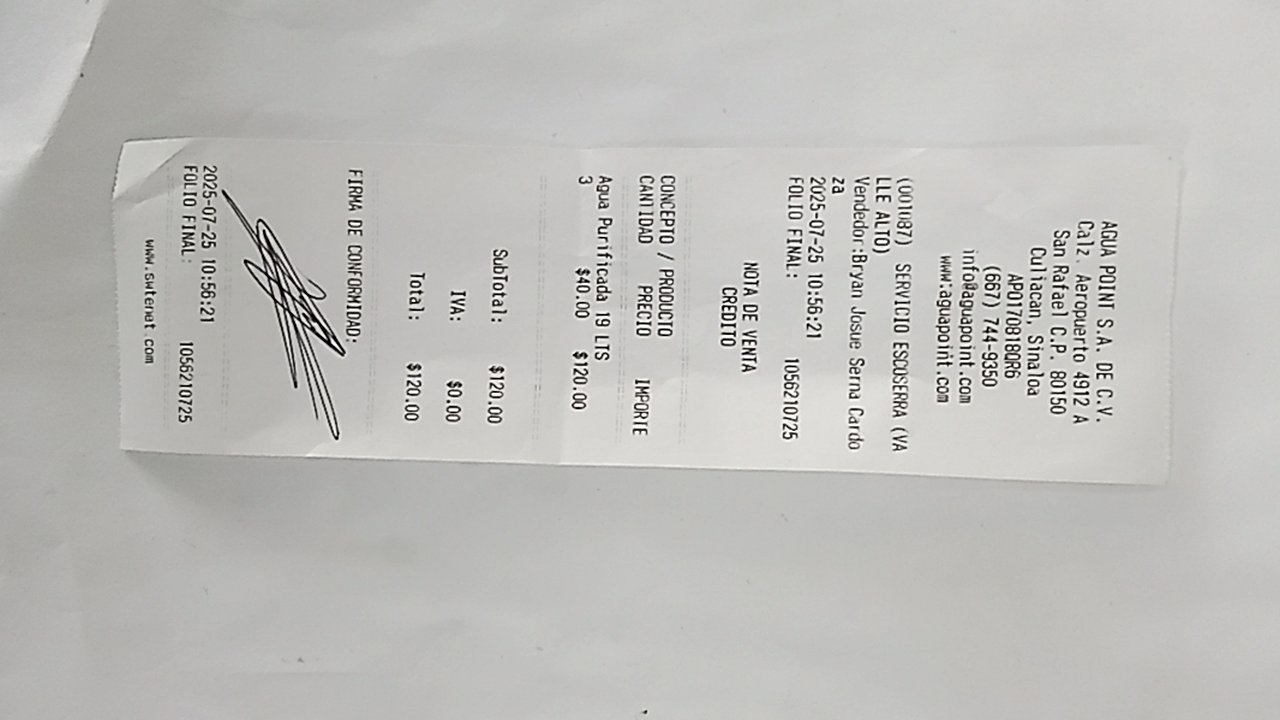 AGUA POINT S.A. DE C.V.
Calz. Aeropuerto 4912 A
San Rafael C.P. 80150
Culiacan, Sinaloa
APO170818QR6
(667) 744-9350
info@aguapoint.com
www.aguapoint.com
(001087) SERVICIO ESCOSERRA (VA
LLE ALTO)
Vendedor:Bryan Josue Serna Cardo
za
2025-07-25 10:56:21
FOLIO FINAL: 1056210725
NOTA DE VENTA
CREDITO
CONCEPTO / PRODUCTO
CANTIDAD PRECIO IMPORTE
Agua Purificada 19 LTS
3 $40.00 $120.00
SubTotal: $120.00
IVA: $0.00
Total: $120.00
FIRMA DE CONFORMIDAD:
2025-07-25 10:56:21
FOLIO FINAL: 1056210725
www.swtenet.com